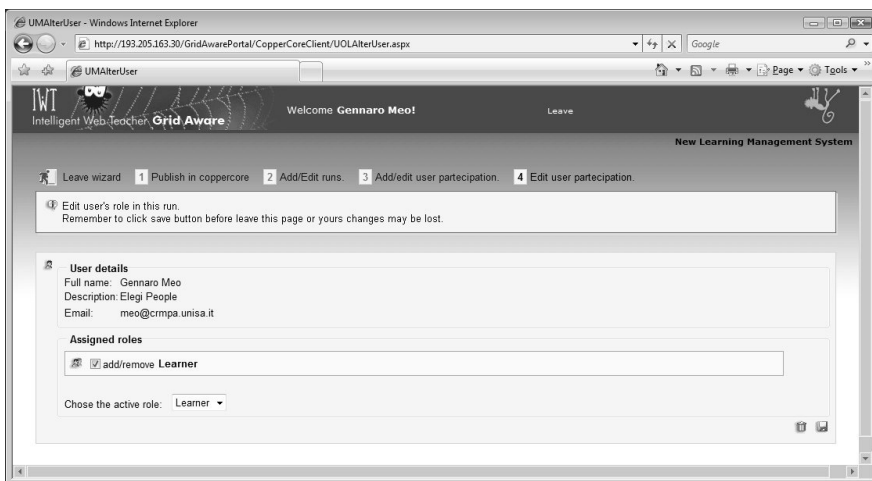 UMAlterUser - Windows Internet Explorer
http://193.205.163.30/GridAwarePortal/CopperCoreClient/UOLAlterUser.aspx
Google
UMAlterUser
Page
Tools
IWT
Intelligent Web Teacher Grid Aware
Welcome Gennaro Meo!
Leave
New Learning Management System
Leave wizard 1 Publish in coppercore 2 Add/Edit runs. 3 Add/edit user partecipation. 4 Edit user partecipation.
Edit user's role in this run.
Remember to click save button before leave this page or yours changes may be lost.
User details
Full name: Gennaro Meo
Description: Elegi People
Email: meo@crmpa.unisa.it
Assigned roles
add/remove Learner
Chose the active role: Learner